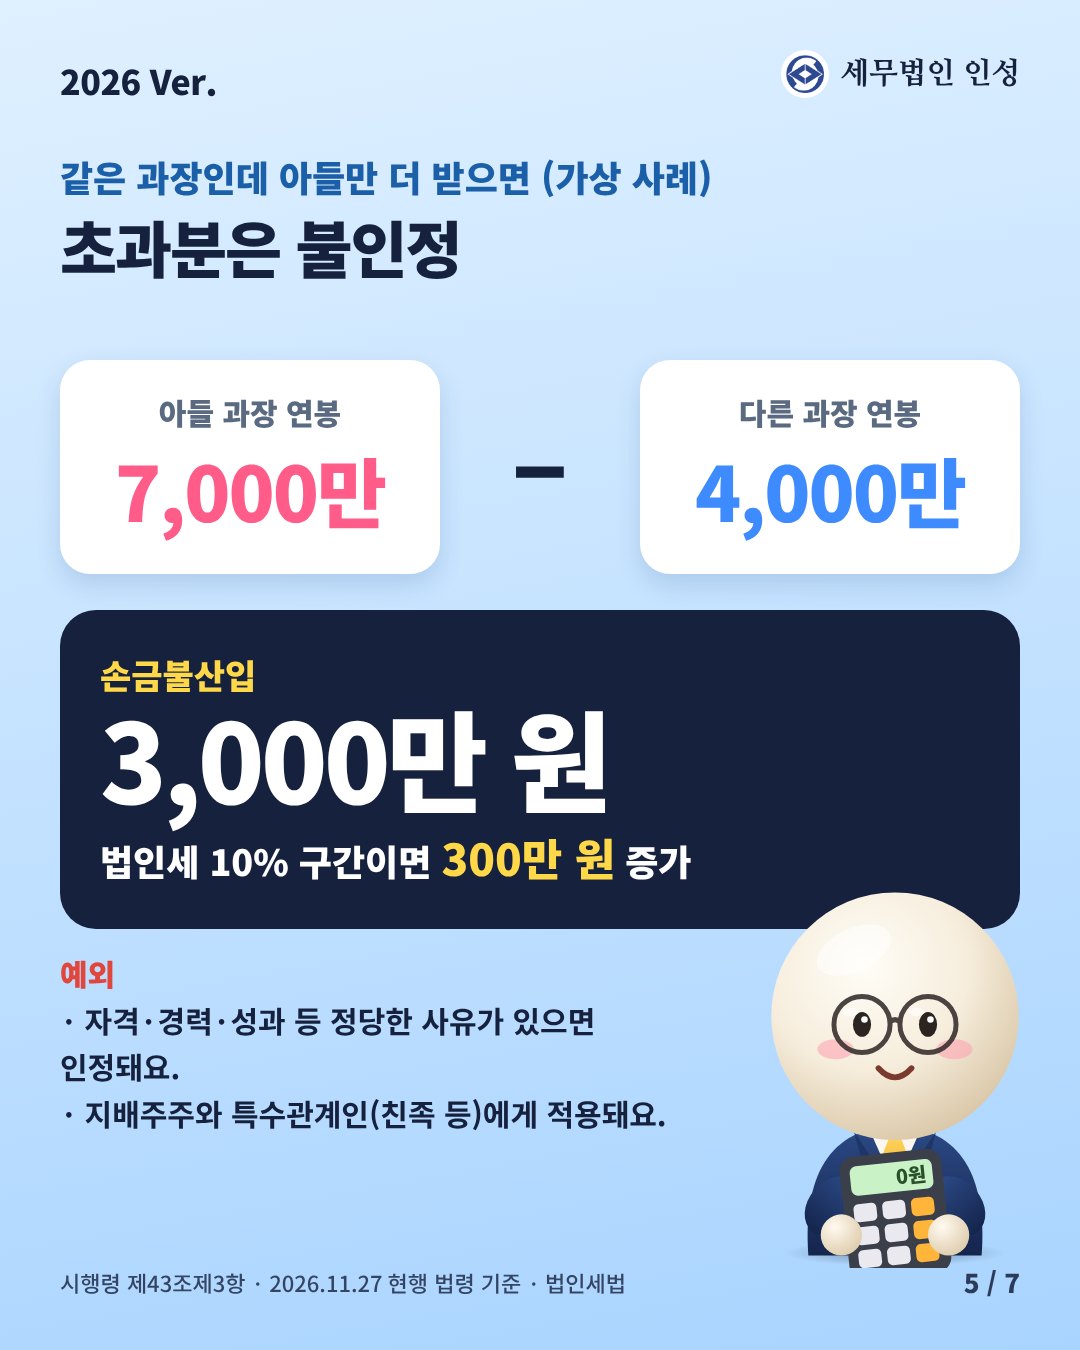 2026 Ver.
세무법인 인성
같은 과장인데 아들만 더 받으면 (가상 사례)
초과분은 불인정
아들 과장 연봉
7,000만
–
다른 과장 연봉
4,000만
손금불산입
3,000만 원
법인세 10% 구간이면 300만 원 증가
예외
· 자격·경력·성과 등 정당한 사유가 있으면
인정돼요.
· 지배주주와 특수관계인(친족 등)에게 적용돼요.
0원
시행령 제43조제3항 · 2026.11.27 현행 법령 기준 · 법인세법
5 / 7